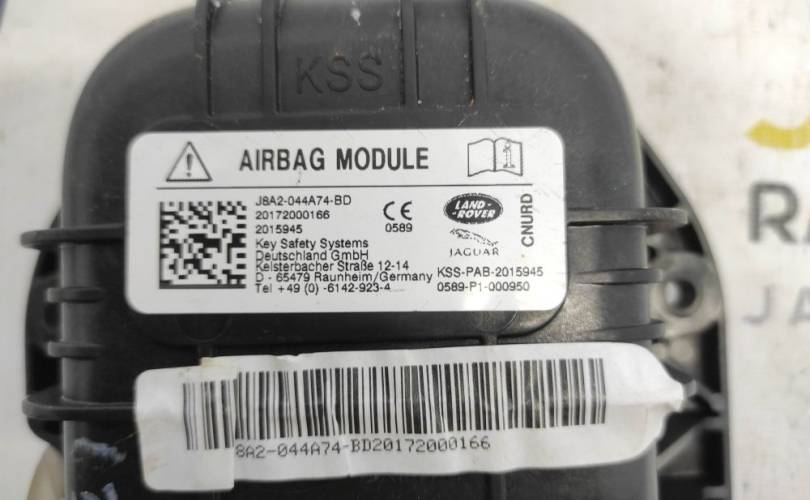 KSS
AIRBAG MODULE
J8A2-044A74-BD
20172000166
2015945
Key Safety Systems
Deutschland GmbH
Kelsterbacher Straße 12-14
D - 65479 Raunheim/Germany
Tel +49 (0) -6142-923-4
CE
0589
LAND-
ROVER
JAGUAR
CNURD
KSS-PAB-2015945
0589-P1-000950
8A2-044A74-BD20172000166